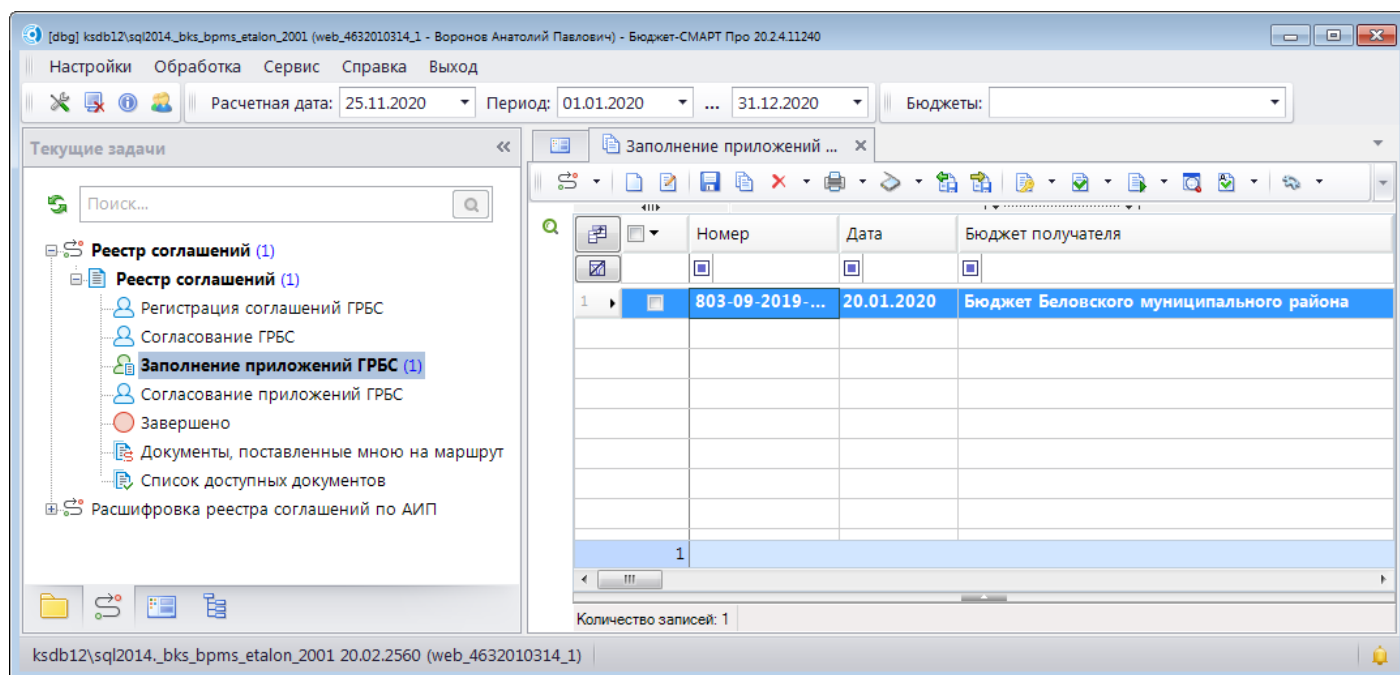 [dbg] ksdb12\sql2014._bks_bpms_etalon_2001 (web_4632010314_1 - Воронов Анатолий Павлович) - Бюджет-СМАРТ Про 20.2.4.11240
Настройки Обработка Сервис Справка Выход
Расчетная дата: 25.11.2020 Период: 01.01.2020 ... 31.12.2020 Бюджеты:
Текущие задачи
Заполнение приложений ...
Поиск...
Номер Дата Бюджет получателя
Реестр соглашений (1)
Реестр соглашений (1)
1 803-09-2019-... 20.01.2020 Бюджет Беловского муниципального района
Регистрация соглашений ГРБС
Согласование ГРБС
Заполнение приложений ГРБС (1)
Согласование приложений ГРБС
Завершено
Документы, поставленные мною на маршрут
Список доступных документов
Расшифровка реестра соглашений по АИП
1
Количество записей: 1
ksdb12\sql2014._bks_bpms_etalon_2001 20.02.2560 (web_4632010314_1)